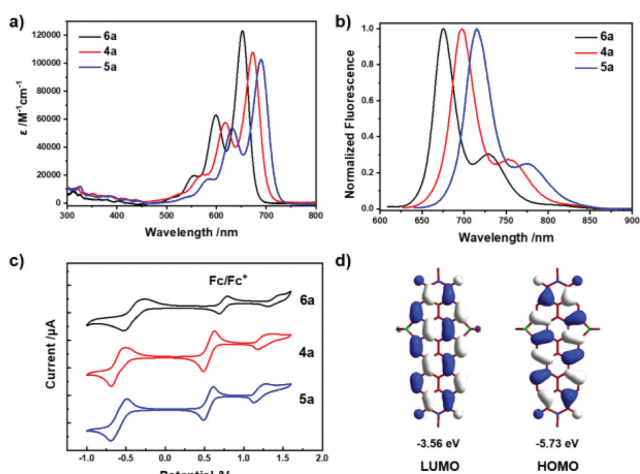 a)
6a
4a
5a
120000
100000
80000
60000
40000
20000
0
ε /M⁻¹cm⁻¹
300 400 500 600 700 800
Wavelength /nm
b)
6a
4a
5a
1.0
0.8
0.6
0.4
0.2
0.0
Normalized Fluorescence
600 650 700 750 800 850 900
Wavelength /nm
c)
Fc/Fc⁺
6a
4a
5a
Current /μA
-1.0 -0.5 0.0 0.5 1.0 1.5 2.0
d)
-3.56 eV -5.73 eV
LUMO HOMO